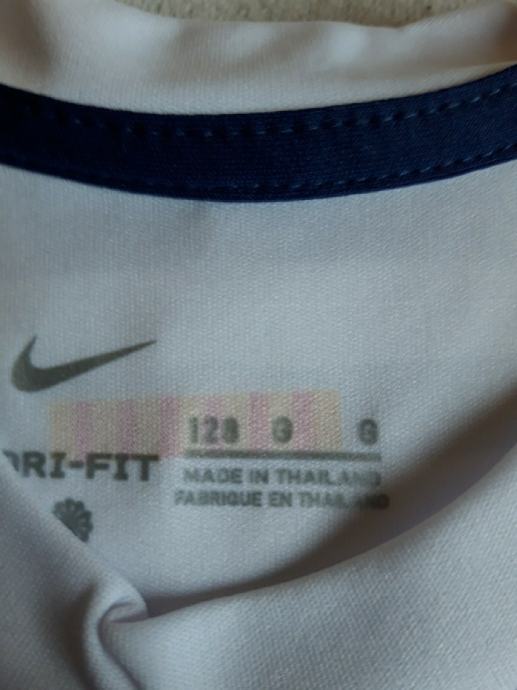 128 G G
DRI-FIT
MADE IN THAILAND
FABRIQUE EN THAILAND